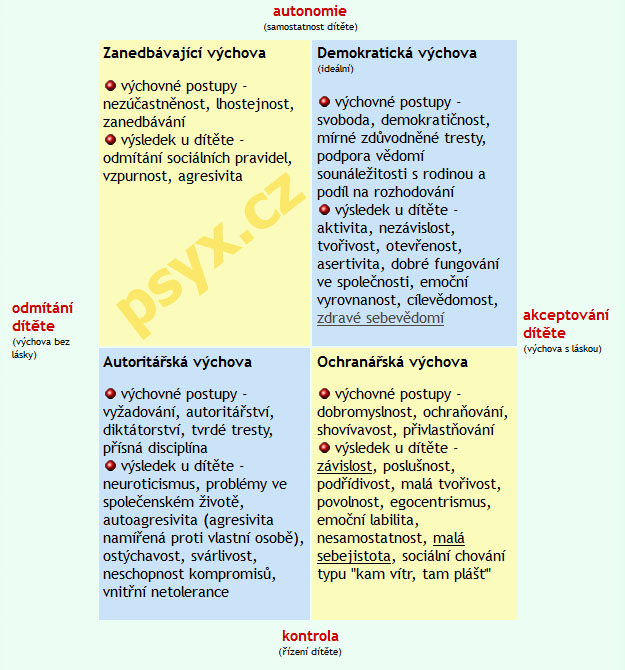 autonomie
(samostatnost dítěte)
Zanedbávající výchova
výchovné postupy -
nezúčastněnost, lhostejnost,
zanedbávání
výsledek u dítěte -
odmítání sociálních pravidel,
vzpurnost, agresivita
Demokratická výchova
(ideální)
výchovné postupy -
svoboda, demokratičnost,
mírné zdůvodněné tresty,
podpora vědomí
sounáležitosti s rodinou a
podíl na rozhodování
výsledek u dítěte -
aktivita, nezávislost,
tvořivost, otevřenost,
asertivita, dobré fungování
ve společnosti, emoční
vyrovnanost, cílevědomost,
zdravé sebevědomí
psyx.cz
odmítání
dítěte
(výchova bez
lásky)
akceptování
dítěte
(výchova s láskou)
Autoritářská výchova
výchovné postupy -
vyžadování, autoritářství,
diktátorství, tvrdé tresty,
přísná disciplína
výsledek u dítěte -
neuroticismus, problémy ve
společenském životě,
autoagresivita (agresivita
namířená proti vlastní osobě),
ostýchavost, svárlivost,
neschopnost kompromisů,
vnitřní netolerance
Ochranářská výchova
výchovné postupy -
dobromyslnost, ochraňování,
shovívavost, přivlastňování
výsledek u dítěte -
závislost, poslušnost,
podřídivost, malá tvořivost,
povolnost, egocentrismus,
emoční labilita,
nesamostatnost, malá
sebejistota, sociální chování
typu "kam vítr, tam plášť"
kontrola
(řízení dítěte)